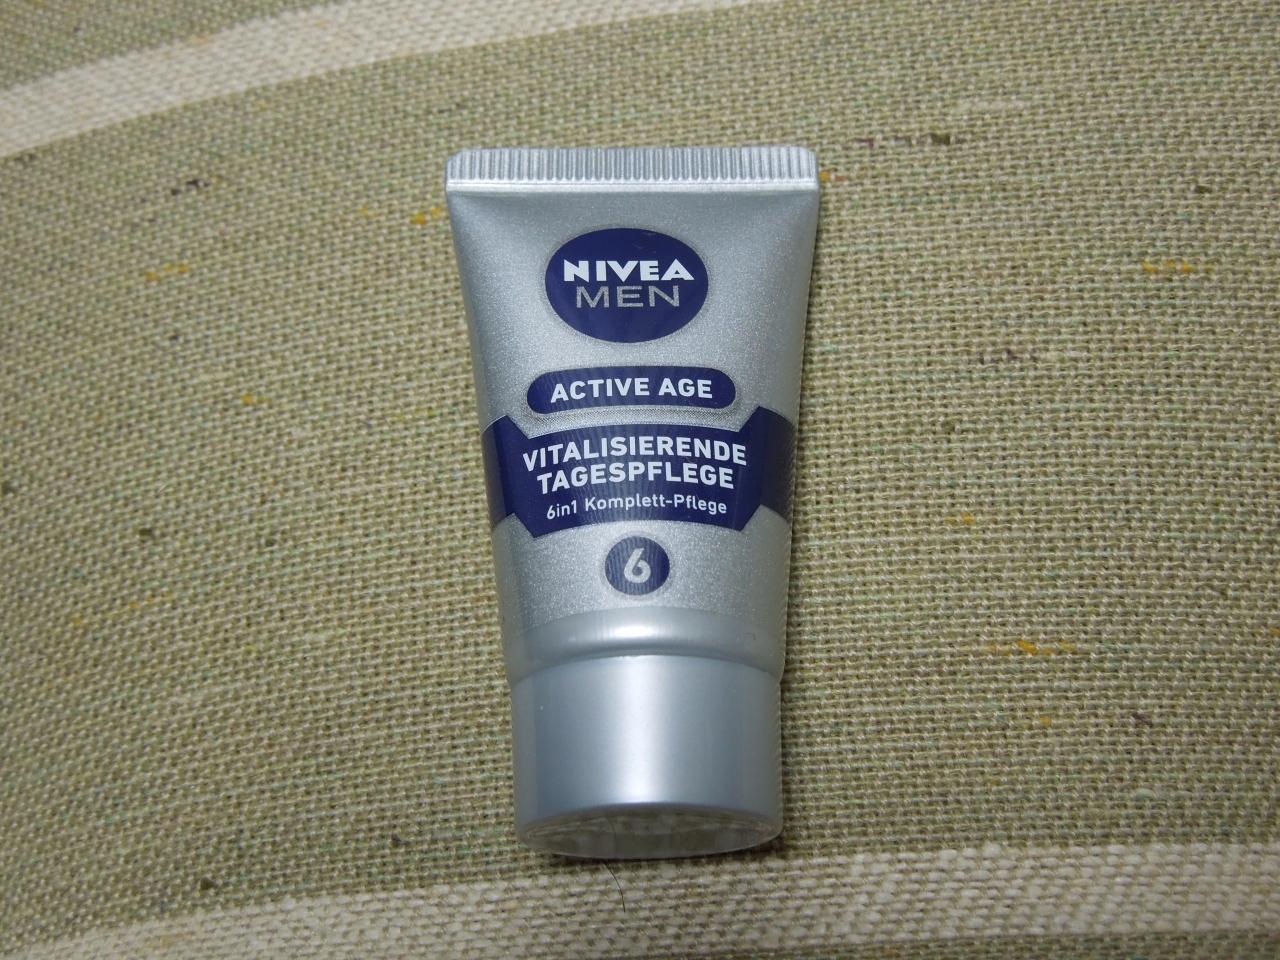 NIVEA
MEN
ACTIVE AGE
VITALISIERENDE
TAGESPFLEGE
6in1 Komplett-Pflege
6